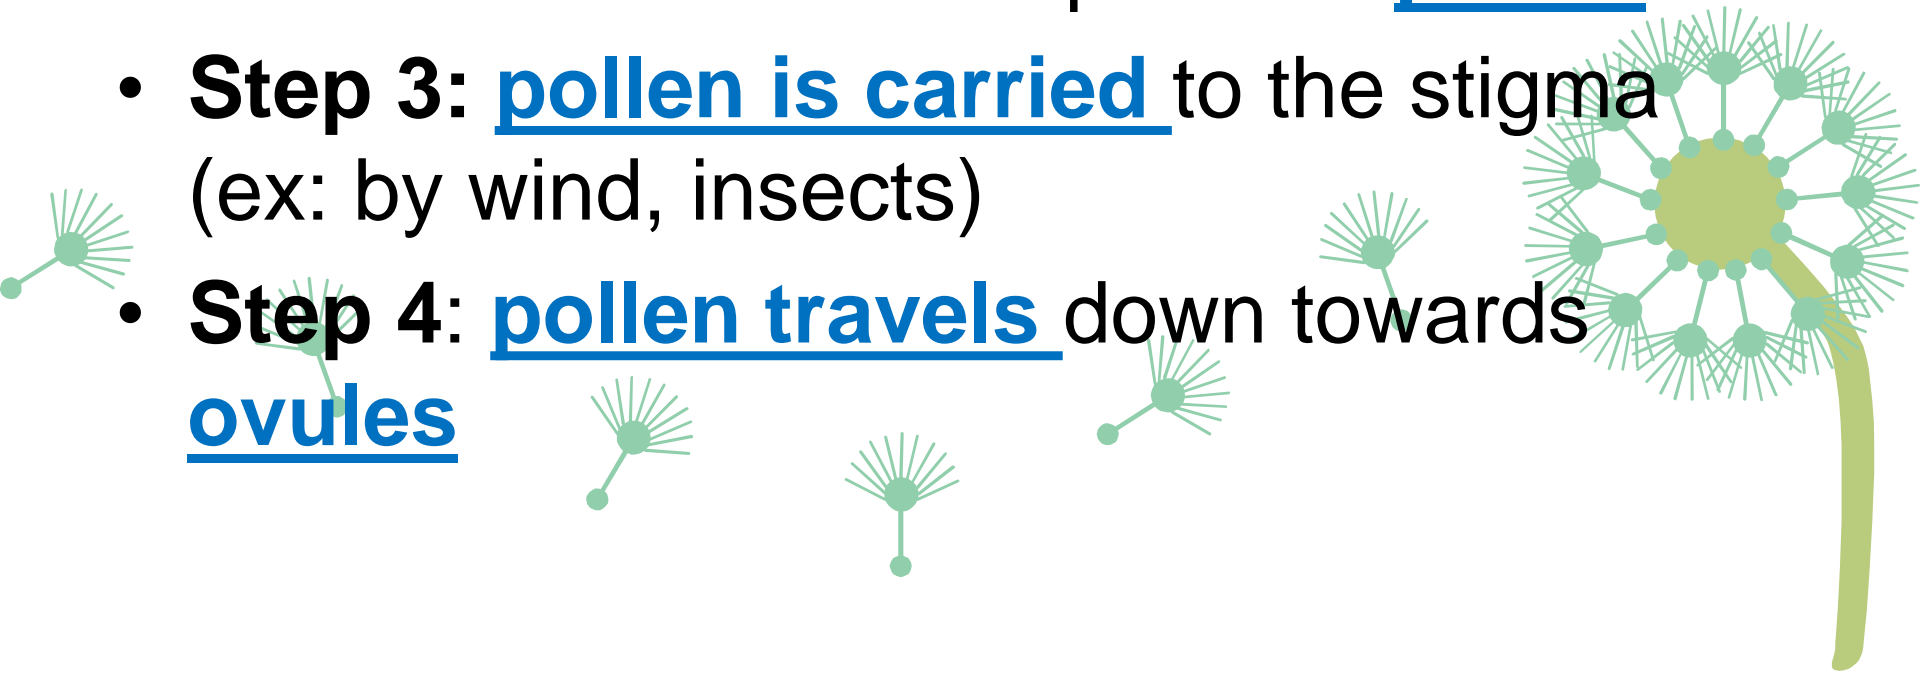 • Step 3: pollen is carried to the stigma
(ex: by wind, insects)
• Step 4: pollen travels down towards
ovules